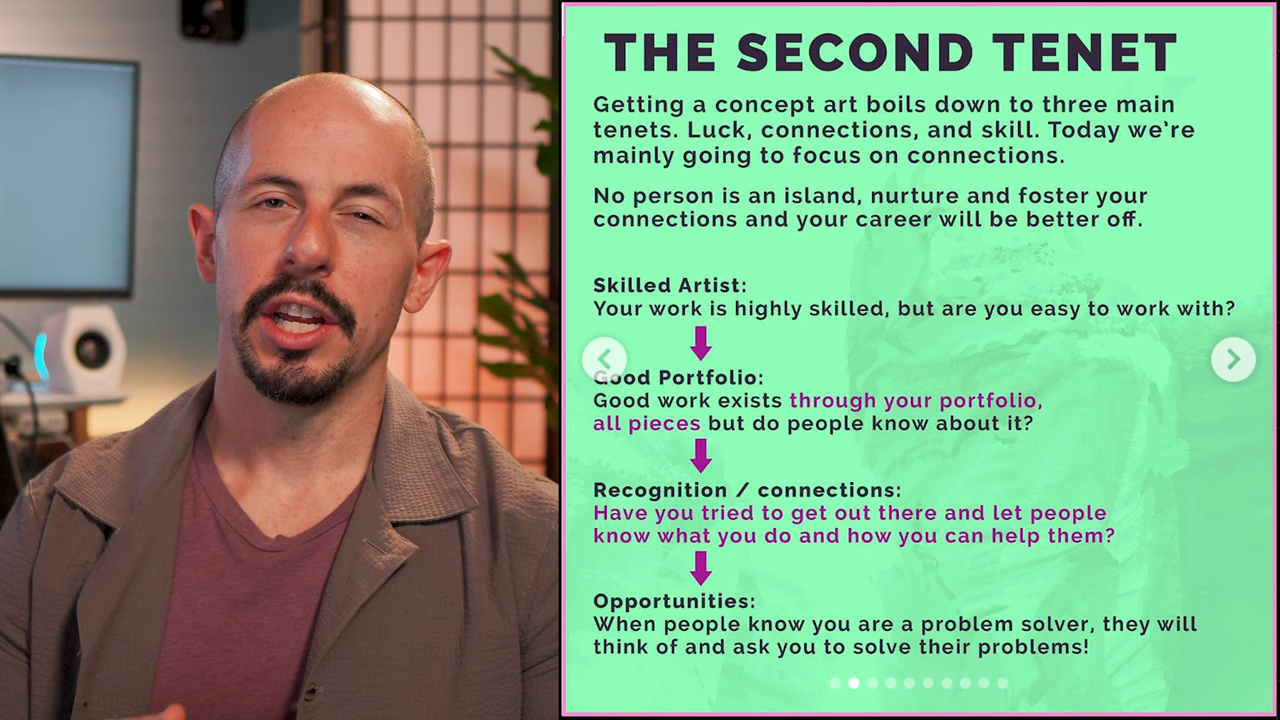 THE SECOND TENET
Getting a concept art boils down to three main
tenets. Luck, connections, and skill. Today we're
mainly going to focus on connections.
No person is an island, nurture and foster your
connections and your career will be better off.
Skilled Artist:
Your work is highly skilled, but are you easy to work with?
Good Portfolio:
Good work exists through your portfolio,
all pieces but do people know about it?
Recognition / connections:
Have you tried to get out there and let people
know what you do and how you can help them?
Opportunities:
When people know you are a problem solver, they will
think of and ask you to solve their problems!